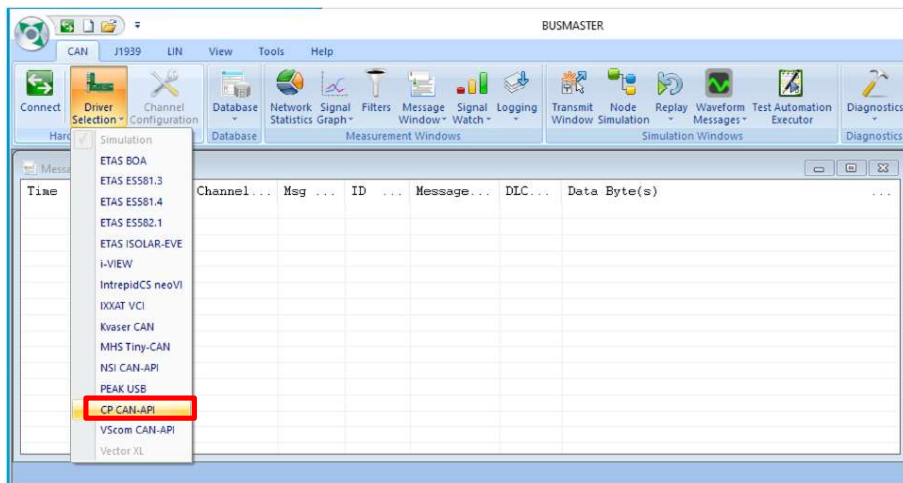 BUSMASTER
CAN J1939 LIN View Tools Help
Connect Driver Selection Channel Configuration Database Network Statistics Signal Graph Filters Message Window Signal Watch Logging Transmit Window Node Simulation Replay Waveform Messages Test Automation Executor Diagnostics
Hard Database Measurement Windows Simulation Windows Diagnostics
Messa
Time Channel... Msg ... ID ... Message... DLC... Data Byte(s) ...
Simulation
ETAS BOA
ETAS ES581.3
ETAS ES581.4
ETAS ES582.1
ETAS ISOLAR-EVE
i-VIEW
IntrepidCS neoVI
IXXAT VCI
Kvaser CAN
MHS Tiny-CAN
NSI CAN-API
PEAK USB
CP CAN-API
VScom CAN-API
Vector XL